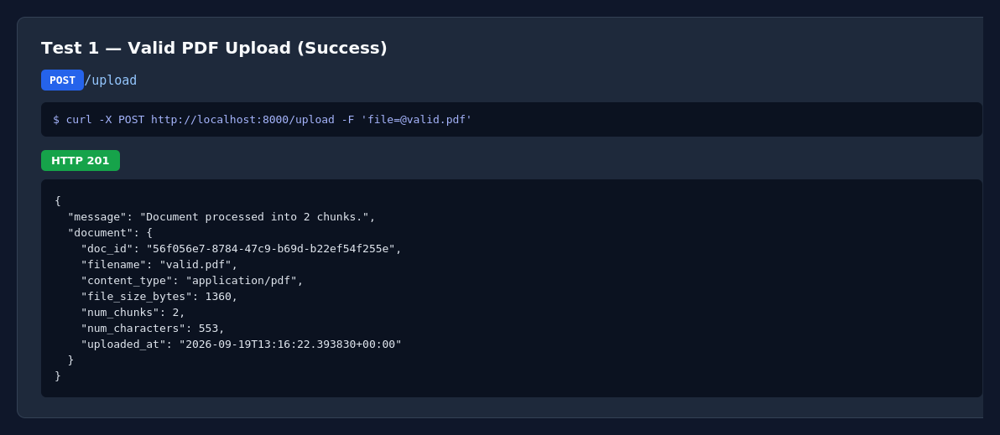 Test 1 — Valid PDF Upload (Success)
POST /upload
$ curl -X POST http://localhost:8000/upload -F 'file=@valid.pdf'
HTTP 201
{
  "message": "Document processed into 2 chunks.",
  "document": {
    "doc_id": "56f056e7-8784-47c9-b69d-b22ef54f255e",
    "filename": "valid.pdf",
    "content_type": "application/pdf",
    "file_size_bytes": 1360,
    "num_chunks": 2,
    "num_characters": 553,
    "uploaded_at": "2026-09-19T13:16:22.393830+00:00"
  }
}